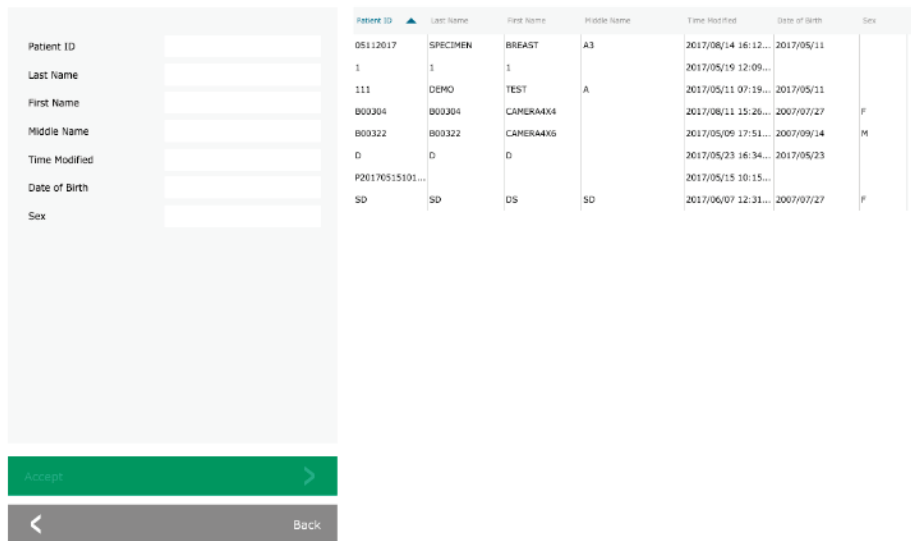 Patient ID
Last Name
First Name
Middle Name
Time Modified
Date of Birth
Sex
Accept
Back
Patient ID Last Name First Name Middle Name Time Modified Date of Birth Sex
05112017 SPECIMEN BREAST A3 2017/08/14 16:12... 2017/05/11
1 1 1 2017/05/19 12:09...
111 DEMO TEST A 2017/05/11 07:19... 2017/05/11
B00304 B00304 CAMERA4X4 2017/08/11 15:26... 2007/07/27 F
B00322 B00322 CAMERA4X6 2017/05/09 17:51... 2007/09/14 M
D D D 2017/05/23 16:34... 2017/05/23
P20170515101... 2017/05/15 10:15...
SD SD DS SD 2017/06/07 12:31... 2007/07/27 F